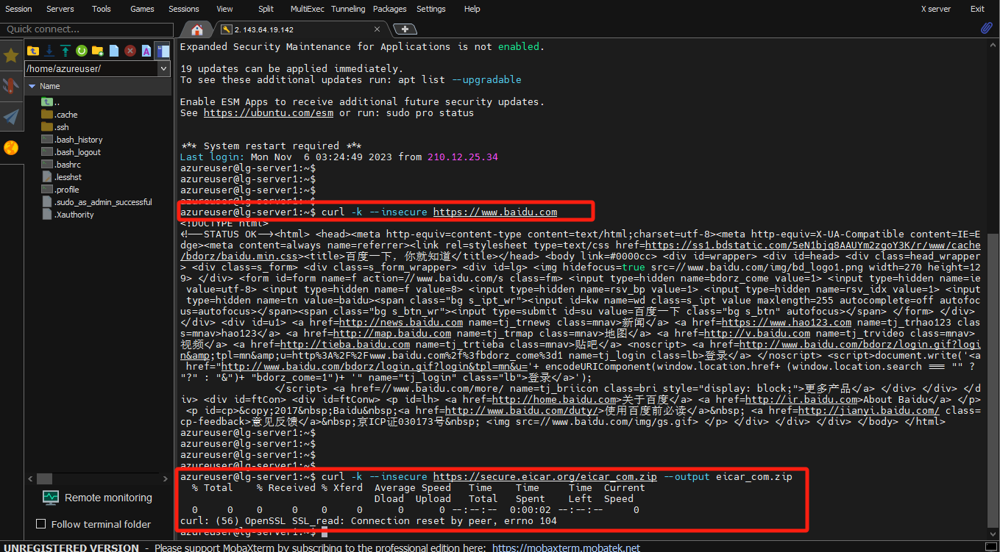 Session Servers Tools Games Sessions View Split MultiExec Tunneling Packages Settings Help X server Exit
Quick connect...
2. 143.64.19.142
/home/azureuser/
Name
..
.cache
.ssh
.bash_history
.bash_logout
.bashrc
.lesshst
.profile
.sudo_as_admin_successful
.Xauthority
Remote monitoring
Follow terminal folder
Expanded Security Maintenance for Applications is not enabled.
19 updates can be applied immediately.
To see these additional updates run: apt list --upgradable
Enable ESM Apps to receive additional future security updates.
See https://ubuntu.com/esm or run: sudo pro status
*** System restart required ***
Last login: Mon Nov  6 03:24:49 2023 from 210.12.25.34
azureuser@lg-server1:~$
azureuser@lg-server1:~$
azureuser@lg-server1:~$
azureuser@lg-server1:~$
azureuser@lg-server1:~$ curl -k --insecure https://www.baidu.com
<!DOCTYPE html>
<!--STATUS OK--><html> <head><meta http-equiv=content-type content=text/html;charset=utf-8><meta http-equiv=X-UA-Compatible content=IE=E
dge><meta content=always name=referrer><link rel=stylesheet type=text/css href=https://ss1.bdstatic.com/5eN1bjq8AAUYm2zgoY3K/r/www/cache
/bdorz/baidu.min.css><title>百度一下，你就知道</title></head> <body link=#0000cc> <div id=wrapper> <div id=head> <div class=head_wrapper
> <div class=s_form> <div class=s_form_wrapper> <div id=lg> <img hidefocus=true src=//www.baidu.com/img/bd_logo1.png width=270 height=12
9> </div> <form id=form name=f action=//www.baidu.com/s class=fm> <input type=hidden name=bdorz_come value=1> <input type=hidden name=ie
value=utf-8> <input type=hidden name=f value=8> <input type=hidden name=rsv_bp value=1> <input type=hidden name=rsv_idx value=1> <input
type=hidden name=tn value=baidu><span class="bg s_ipt_wr"><input id=kw name=wd class=s_ipt value maxlength=255 autocomplete=off autofoc
us=autofocus></span><span class="bg s_btn_wr"><input type=submit id=su value=百度一下 class="bg s_btn" autofocus></span> </form> </div>
</div> <div id=u1> <a href=http://news.baidu.com name=tj_trnews class=mnav>新闻</a> <a href=https://www.hao123.com name=tj_trhao123 clas
s=mnav>hao123</a> <a href=http://map.baidu.com name=tj_trmap class=mnav>地图</a> <a href=http://v.baidu.com name=tj_trvideo class=mnav>
视频</a> <a href=http://tieba.baidu.com name=tj_trtieba class=mnav>贴吧</a> <noscript> <a href=http://www.baidu.com/bdorz/login.gif?logi
n&amp;tpl=mn&amp;u=http%3A%2F%2Fwww.baidu.com%2f%3fbdorz_come%3d1 name=tj_login class=lb>登录</a> </noscript> <script>document.write('<a
href="http://www.baidu.com/bdorz/login.gif?login&tpl=mn&u='+ encodeURIComponent(window.location.href+ (window.location.search === "" ?
"?" : "&")+ "bdorz_come=1")+ '" name="tj_login" class="lb">登录</a>');
</script> <a href=//www.baidu.com/more/ name=tj_briicon class=bri style="display: block;">更多产品</a> </div> </div> </d
iv> <div id=ftCon> <div id=ftConw> <p id=lh> <a href=http://home.baidu.com>关于百度</a> <a href=http://ir.baidu.com>About Baidu</a> </p>
<p id=cp>&copy;2017&nbsp;Baidu&nbsp;<a href=http://www.baidu.com/duty/>使用百度前必读</a>&nbsp; <a href=http://jianyi.baidu.com/ class=
cp-feedback>意见反馈</a>&nbsp;京ICP证030173号&nbsp; <img src=//www.baidu.com/img/gs.gif> </p> </div> </div> </div> </body> </html>
azureuser@lg-server1:~$
azureuser@lg-server1:~$
azureuser@lg-server1:~$
azureuser@lg-server1:~$
azureuser@lg-server1:~$ curl -k --insecure https://secure.eicar.org/eicar_com.zip --output eicar_com.zip
% Total    % Received % Xferd  Average Speed   Time    Time     Time  Current
Dload  Upload   Total   Spent    Left  Speed
0     0    0     0    0     0      0      0 --:--:--  0:00:02 --:--:--     0
curl: (56) OpenSSL SSL_read: Connection reset by peer, errno 104
azureuser@lg-server1:~$
UNREGISTERED VERSION - Please support MobaXterm by subscribing to the professional edition here: https://mobaxterm.mobatek.net